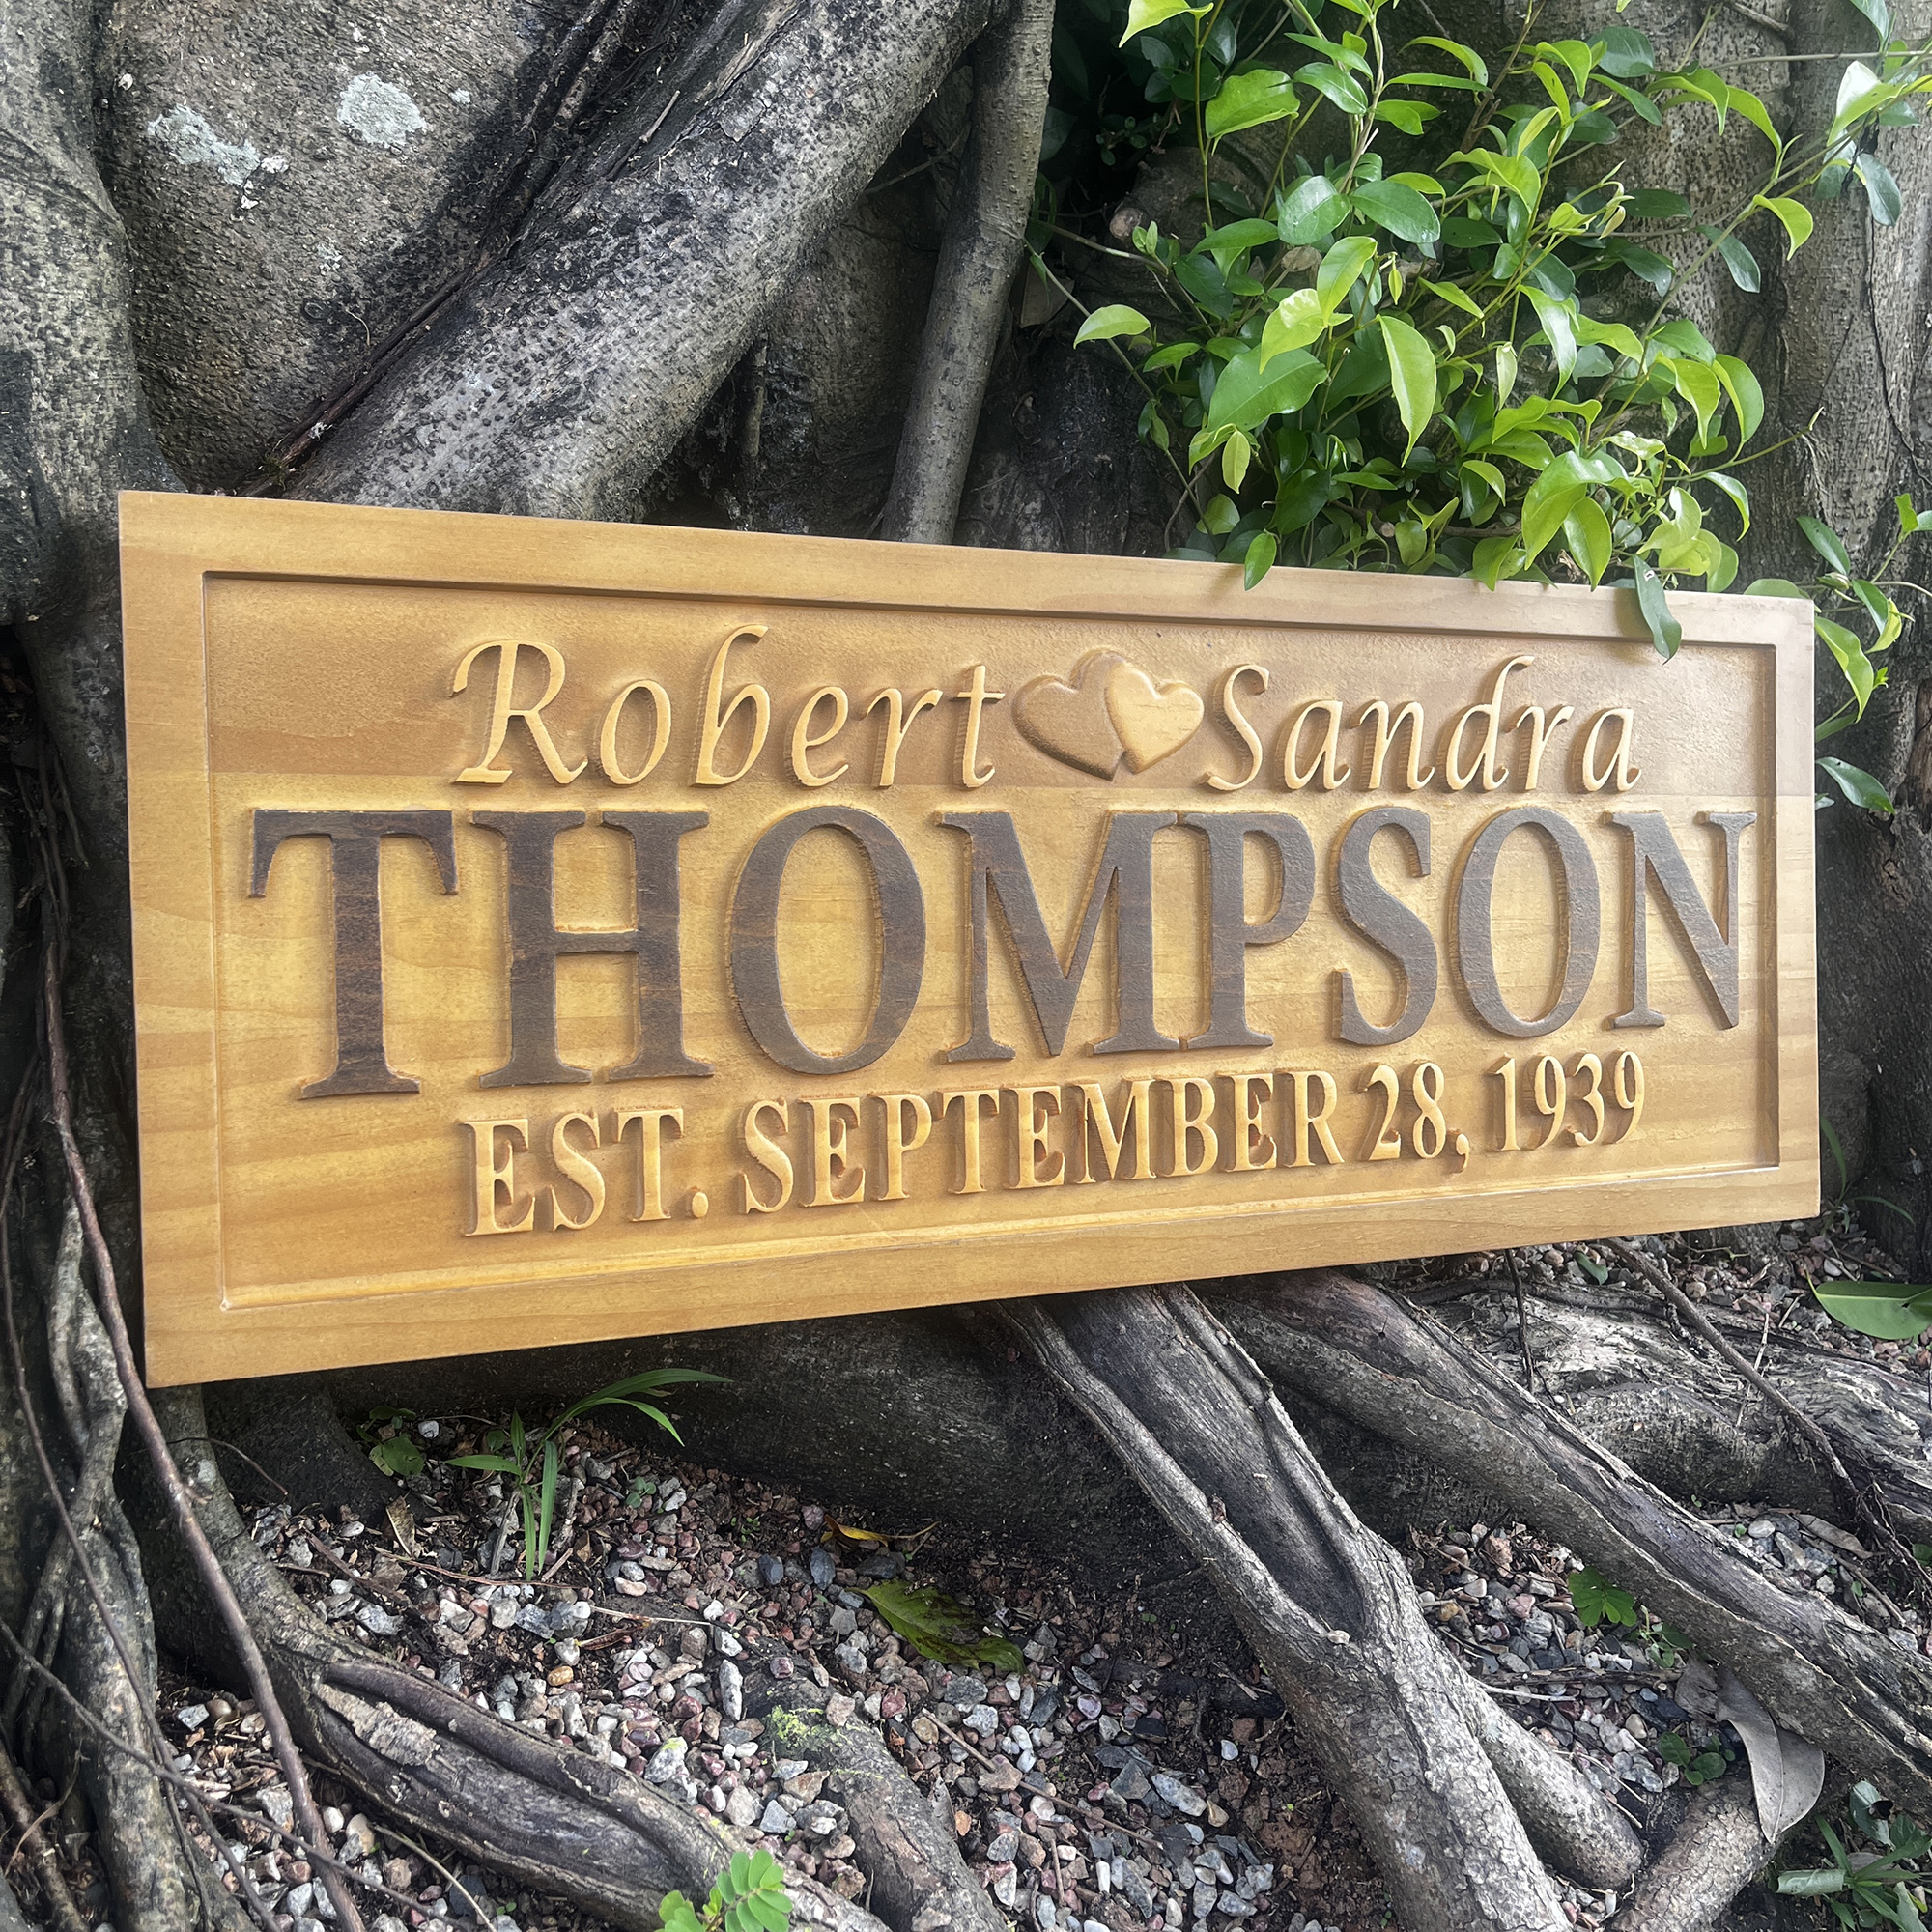 Robert Sandra
THOMPSON
EST. SEPTEMBER 28, 1939